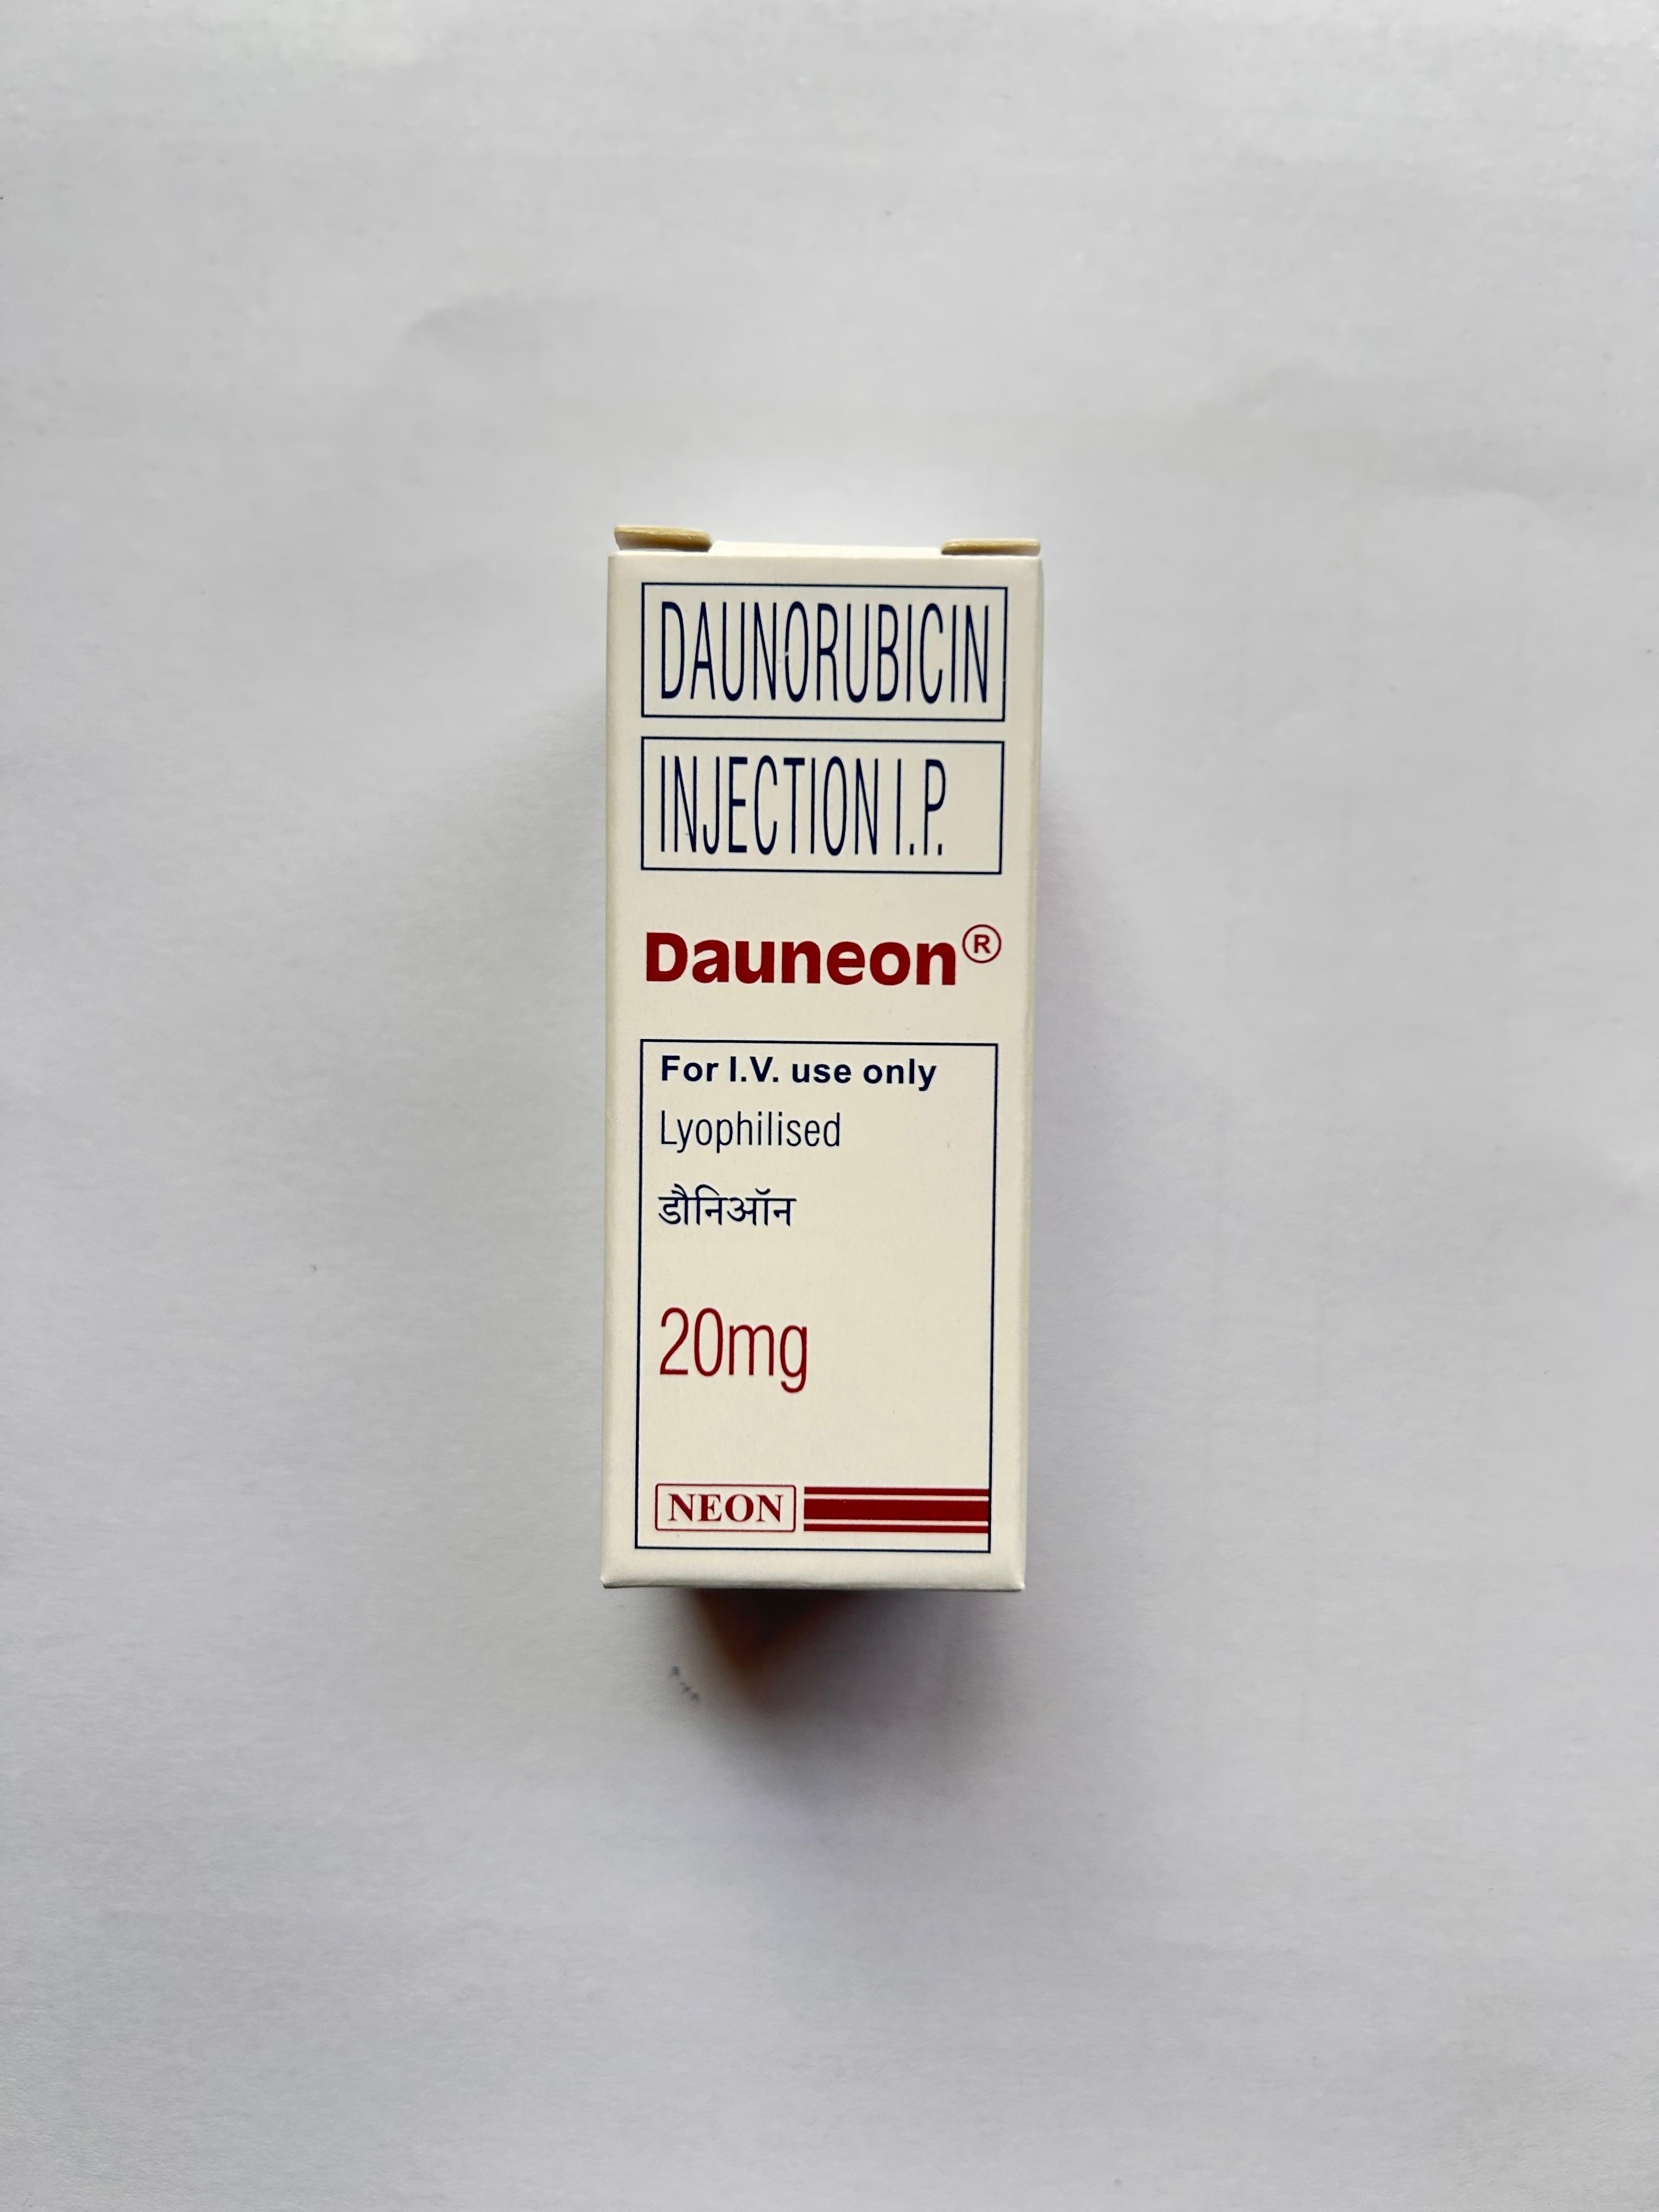 DAUNORUBICIN
INJECTION I.P.
Dauneon®
For I.V. use only
Lyophilised
डौनिऑन
20mg
NEON